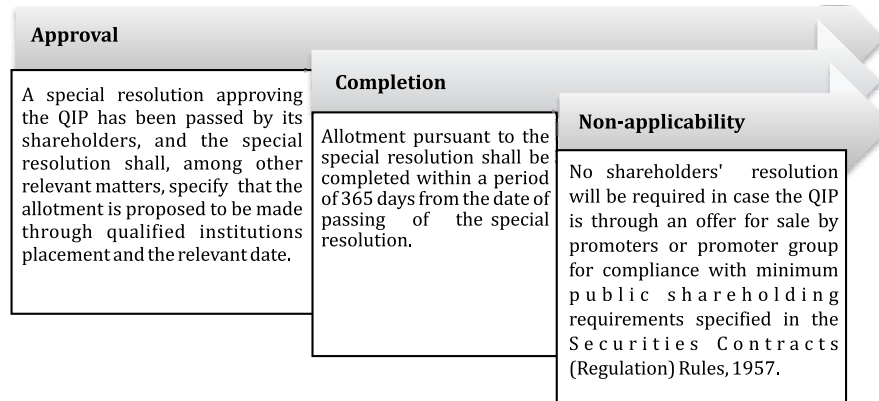 Approval
A special resolution approving
the QIP has been passed by its
shareholders, and the special
resolution shall, among other
relevant matters, specify that the
allotment is proposed to be made
through qualified institutions
placement and the relevant date.
Completion
Allotment pursuant to the
special resolution shall be
completed within a period
of 365 days from the date of
passing of the special
resolution.
Non-applicability
No shareholders' resolution
will be required in case the QIP
is through an offer for sale by
promoters or promoter group
for compliance with minimum
public shareholding
requirements specified in the
Securities Contracts
(Regulation) Rules, 1957.